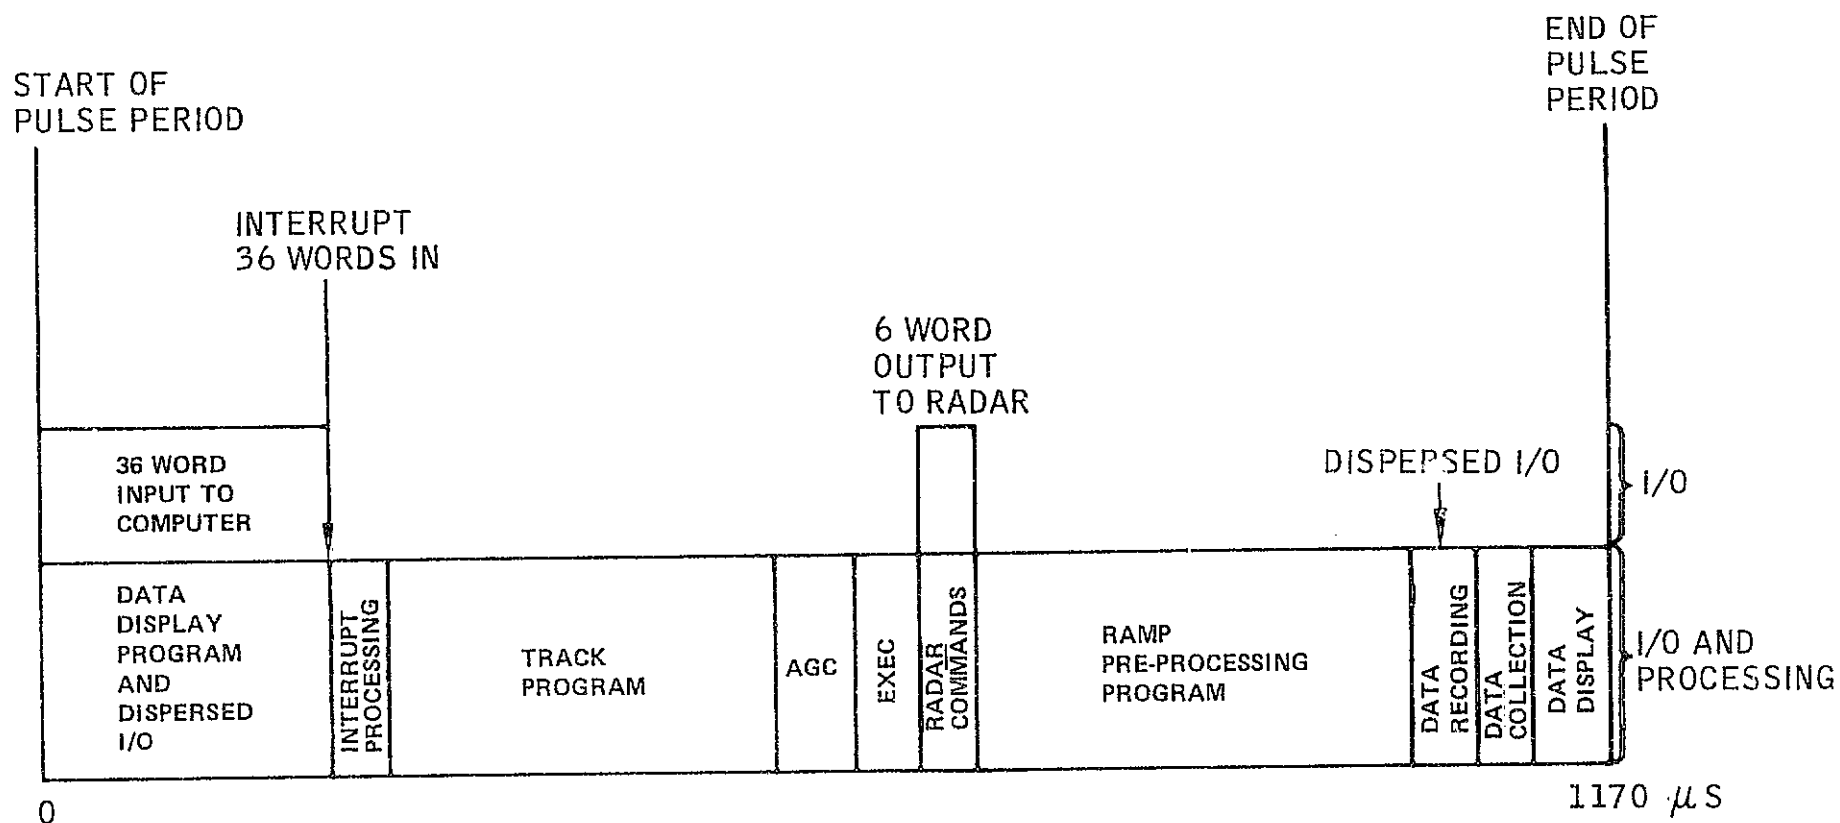 START OF
PULSE PERIOD
END OF
PULSE
PERIOD
INTERRUPT
36 WORDS IN
6 WORD
OUTPUT
TO RADAR
DISPERSED I/O
36 WORD
INPUT TO
COMPUTER
I/O
DATA
DISPLAY
PROGRAM
AND
DISPERSED
I/O
INTERRUPT
PROCESSING
TRACK
PROGRAM
AGC
EXEC
RADAR
COMMANDS
RAMP
PRE-PROCESSING
PROGRAM
DATA
RECORDING
DATA
COLLECTION
DATA
DISPLAY
I/O AND
PROCESSING
0
1170 μS